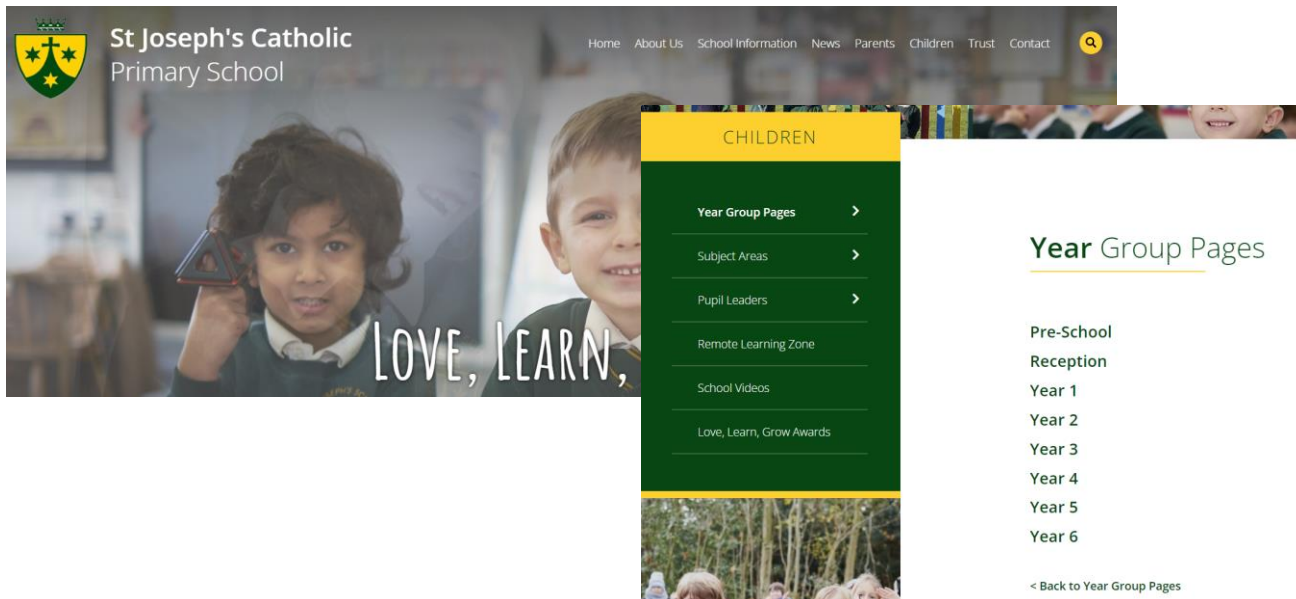 St Joseph's Catholic
Primary School
Home About Us School Information News Parents Children Trust Contact
LOVE, LEARN,
CHILDREN
Year Group Pages
Subject Areas
Pupil Leaders
Remote Learning Zone
School Videos
Love, Learn, Grow Awards
Year Group Pages
Pre-School
Reception
Year 1
Year 2
Year 3
Year 4
Year 5
Year 6
< Back to Year Group Pages